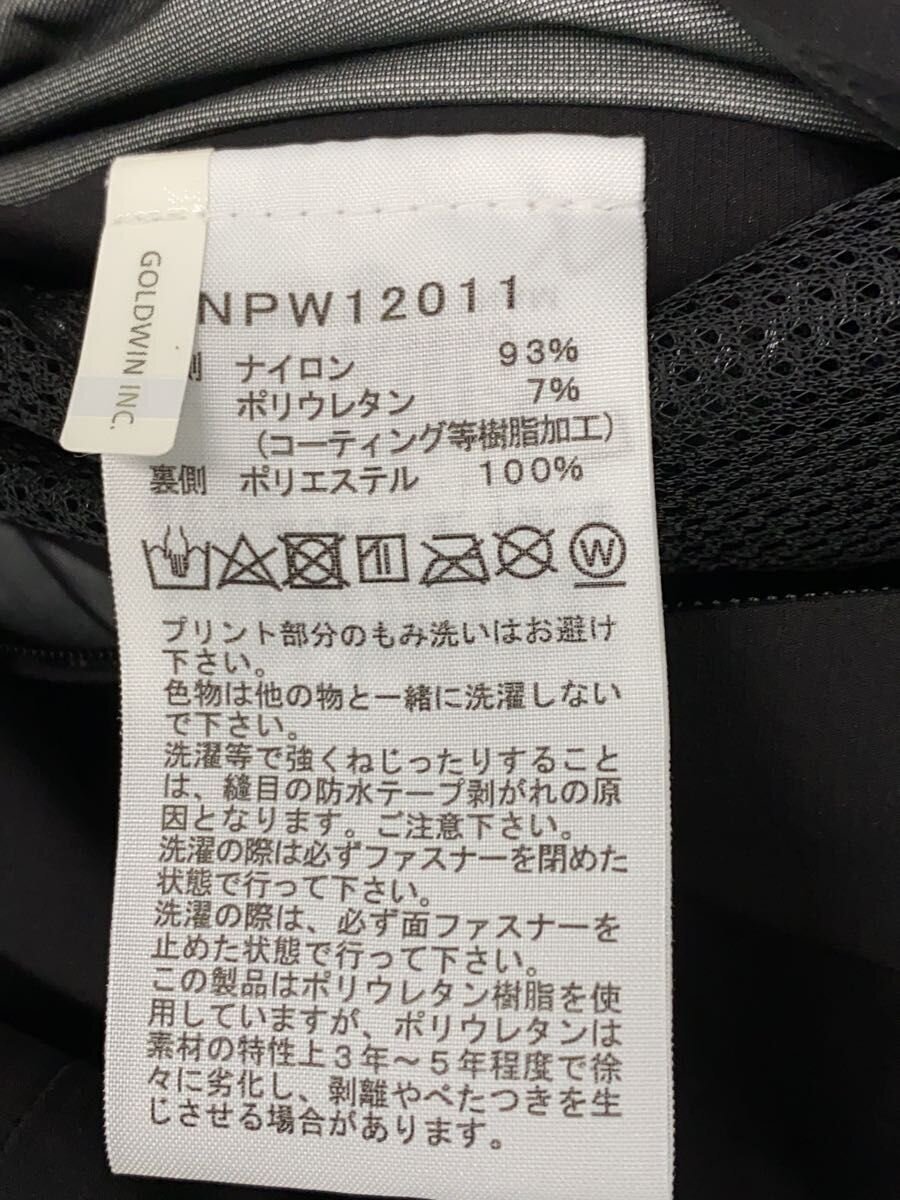 GOLDWIN INC.
NPW12011
側 ナイロン 93%
ポリウレタン 7%
(コーティング等樹脂加工)
裏側 ポリエステル 100%
W
プリント部分のもみ洗いはお避け
下さい。
色物は他の物と一緒に洗濯しない
で下さい。
洗濯等で強くねじったりすること
は、縫目の防水テープ剥がれの原
因となります。ご注意下さい。
洗濯の際は必ずファスナーを閉めた
状態で行って下さい。
洗濯の際は、必ず面ファスナーを
止めた状態で行って下さい。
この製品はポリウレタン樹脂を使
用していますが、ポリウレタンは
素材の特性上3年〜5年程度で徐
々に劣化し、剥離やべたつきを生
じさせる場合があります。